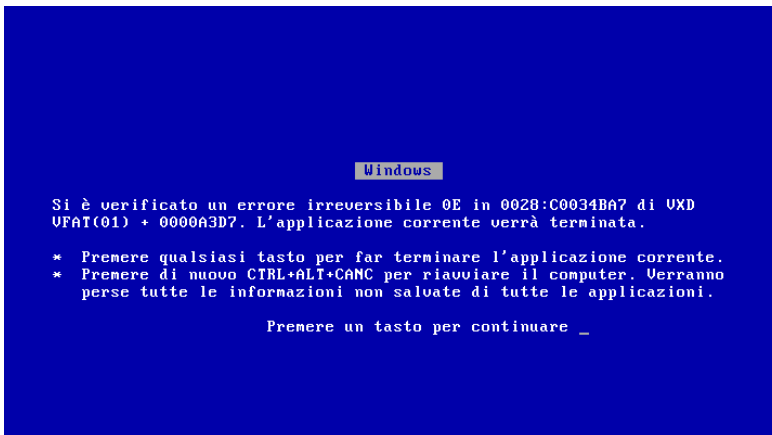 Windows
Si è verificato un errore irreversibile 0E in 0028:C0034BA7 di VXD
VFAT(01) + 0000A3D7. L'applicazione corrente verrà terminata.
* Premere qualsiasi tasto per far terminare l'applicazione corrente.
* Premere di nuovo CTRL+ALT+CANC per riavviare il computer. Verranno
perse tutte le informazioni non salvate di tutte le applicazioni.
Premere un tasto per continuare _